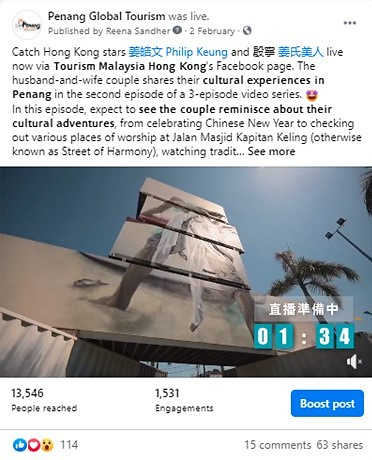 Penang Global Tourism was live.
Published by Reena Sandher · 2 February ·
Catch Hong Kong stars 姜皓文 Philip Keung and 殷寧 姜氏美人 live
now via Tourism Malaysia Hong Kong's Facebook page. The
husband-and-wife couple shares their cultural experiences in
Penang in the second episode of a 3-episode video series. 😍
In this episode, expect to see the couple reminisce about their
cultural adventures, from celebrating Chinese New Year to checking
out various places of worship at Jalan Masjid Kapitan Keling (otherwise
known as Street of Harmony), watching tradit... See more
直播準備中
01:34
13,546
People reached
1,531
Engagements
Boost post
114
15 comments 63 shares